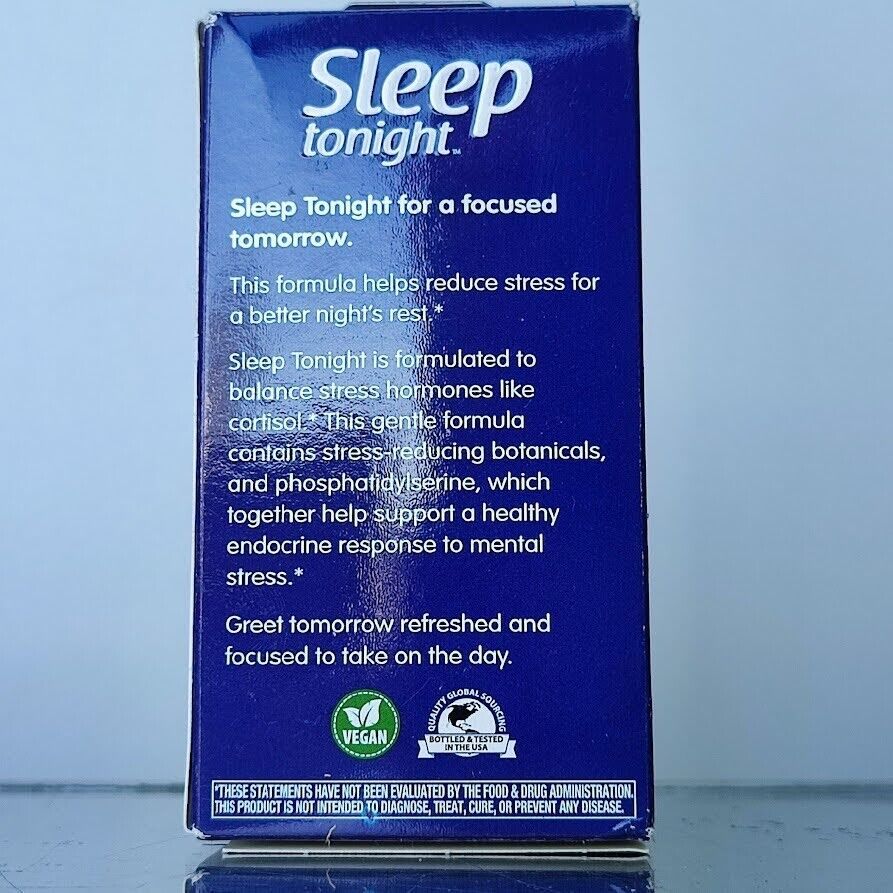 Sleep
tonight™
Sleep Tonight for a focused
tomorrow.
This formula helps reduce stress for
a better night's rest.*
Sleep Tonight is formulated to
balance stress hormones like
cortisol.* This gentle formula
contains stress-reducing botanicals,
and phosphatidylserine, which
together help support a healthy
endocrine response to mental
stress.*
Greet tomorrow refreshed and
focused to take on the day.
VEGAN
QUALITY GLOBAL SOURCING
BOTTLED & TESTED
IN THE USA
*THESE STATEMENTS HAVE NOT BEEN EVALUATED BY THE FOOD & DRUG ADMINISTRATION.
THIS PRODUCT IS NOT INTENDED TO DIAGNOSE, TREAT, CURE, OR PREVENT ANY DISEASE.